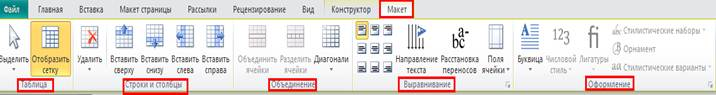 Файл Главная Вставка Макет страницы Рассылки Рецензирование Вид Конструктор Макет
Выделить Отобразить сетку Удалить Вставить сверху Вставить снизу Вставить слева Вставить справа Объединить ячейки Разделить ячейки Диагонали Направление текста Расстановка переносов Поля ячейки Буквица Числовой стиль Лигатуры Стилистические наборы
Орнамент
Стилистические варианты
Таблица Строки и столбцы Объединение Выравнивание Оформление